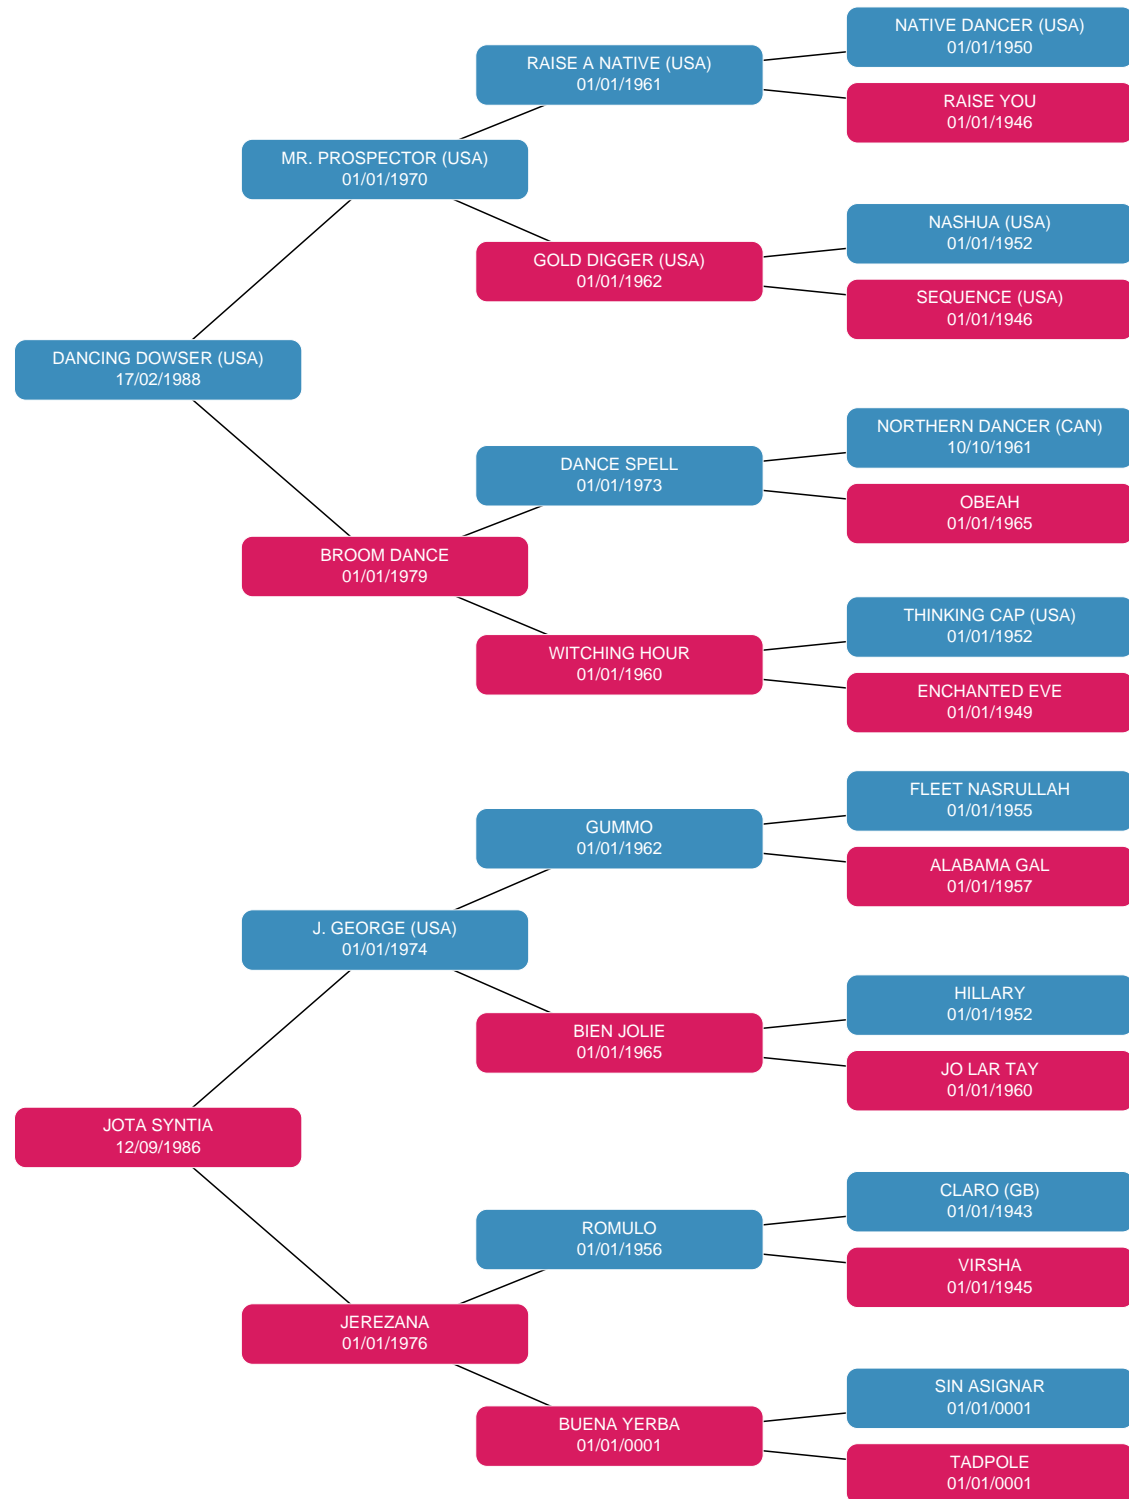 NATIVE DANCER (USA)
01/01/1950
RAISE A NATIVE (USA)
01/01/1961
RAISE YOU
01/01/1946
MR. PROSPECTOR (USA)
01/01/1970
NASHUA (USA)
01/01/1952
GOLD DIGGER (USA)
01/01/1962
SEQUENCE (USA)
01/01/1946
DANCING DOWSER (USA)
17/02/1988
NORTHERN DANCER (CAN)
10/10/1961
DANCE SPELL
01/01/1973
OBEAH
01/01/1965
BROOM DANCE
01/01/1979
THINKING CAP (USA)
01/01/1952
WITCHING HOUR
01/01/1960
ENCHANTED EVE
01/01/1949
FLEET NASRULLAH
01/01/1955
GUMMO
01/01/1962
ALABAMA GAL
01/01/1957
J. GEORGE (USA)
01/01/1974
HILLARY
01/01/1952
BIEN JOLIE
01/01/1965
JO LAR TAY
01/01/1960
JOTA SYNTIA
12/09/1986
CLARO (GB)
01/01/1943
ROMULO
01/01/1956
VIRSHA
01/01/1945
JEREZANA
01/01/1976
SIN ASIGNAR
01/01/0001
BUENA YERBA
01/01/0001
TADPOLE
01/01/0001